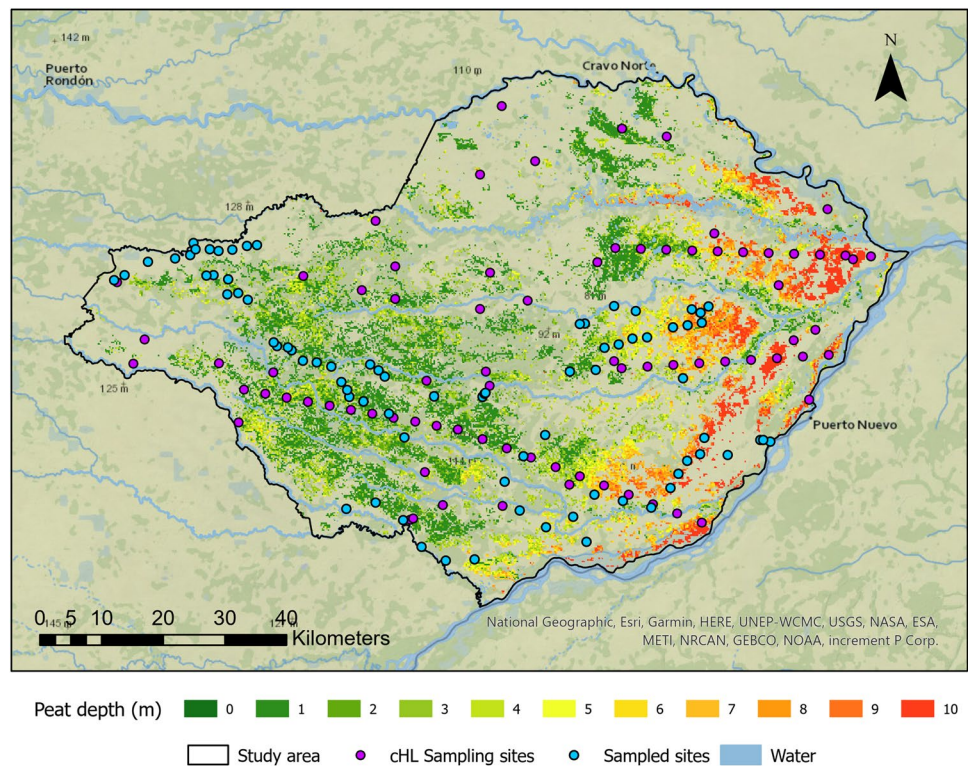 142 m
Puerto
Rondón
110 m
Cravo Norte
N
128 m
92 m
125 m
Puerto Nuevo
0 5 10 20 30 40
Kilometers
145 m
National Geographic, Esri, Garmin, HERE, UNEP-WCMC, USGS, NASA, ESA,
METI, NRCAN, GEBCO, NOAA, increment P Corp.
Peat depth (m) 0 1 2 3 4 5 6 7 8 9 10
Study area cHL Sampling sites Sampled sites Water